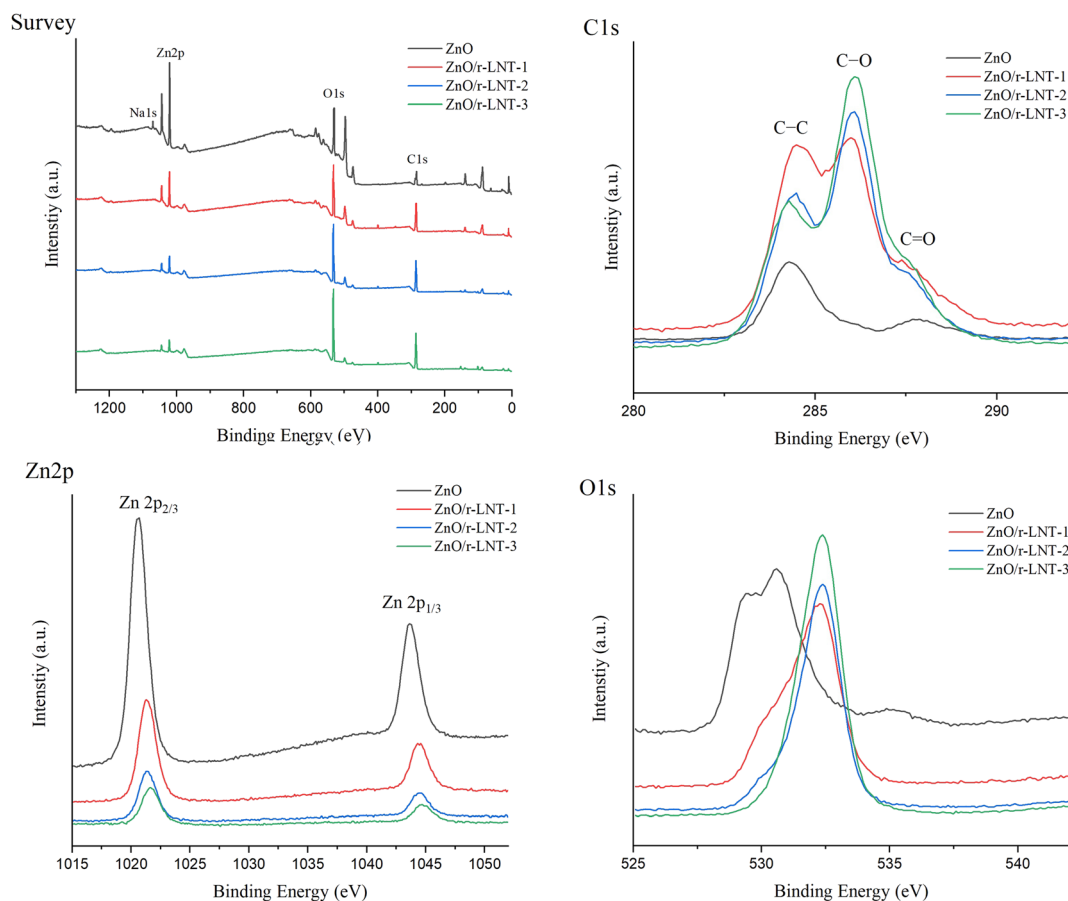 Survey
Zn2p
Na1s
O1s
C1s
ZnO
ZnO/r-LNT-1
ZnO/r-LNT-2
ZnO/r-LNT-3
Intenstiy (a.u.)
1200 1000 800 600 400 200 0
Binding Energy (eV)
C1s
C−C
C−O
C=O
ZnO
ZnO/r-LNT-1
ZnO/r-LNT-2
ZnO/r-LNT-3
Intenstiy (a.u.)
280 285 290
Binding Energy (eV)
Zn2p
Zn 2p2/3
Zn 2p1/3
ZnO
ZnO/r-LNT-1
ZnO/r-LNT-2
ZnO/r-LNT-3
Intenstiy (a.u.)
1015 1020 1025 1030 1035 1040 1045 1050
Binding Energy (eV)
O1s
ZnO
ZnO/r-LNT-1
ZnO/r-LNT-2
ZnO/r-LNT-3
Intenstiy (a.u.)
525 530 535 540
Binding Energy (eV)